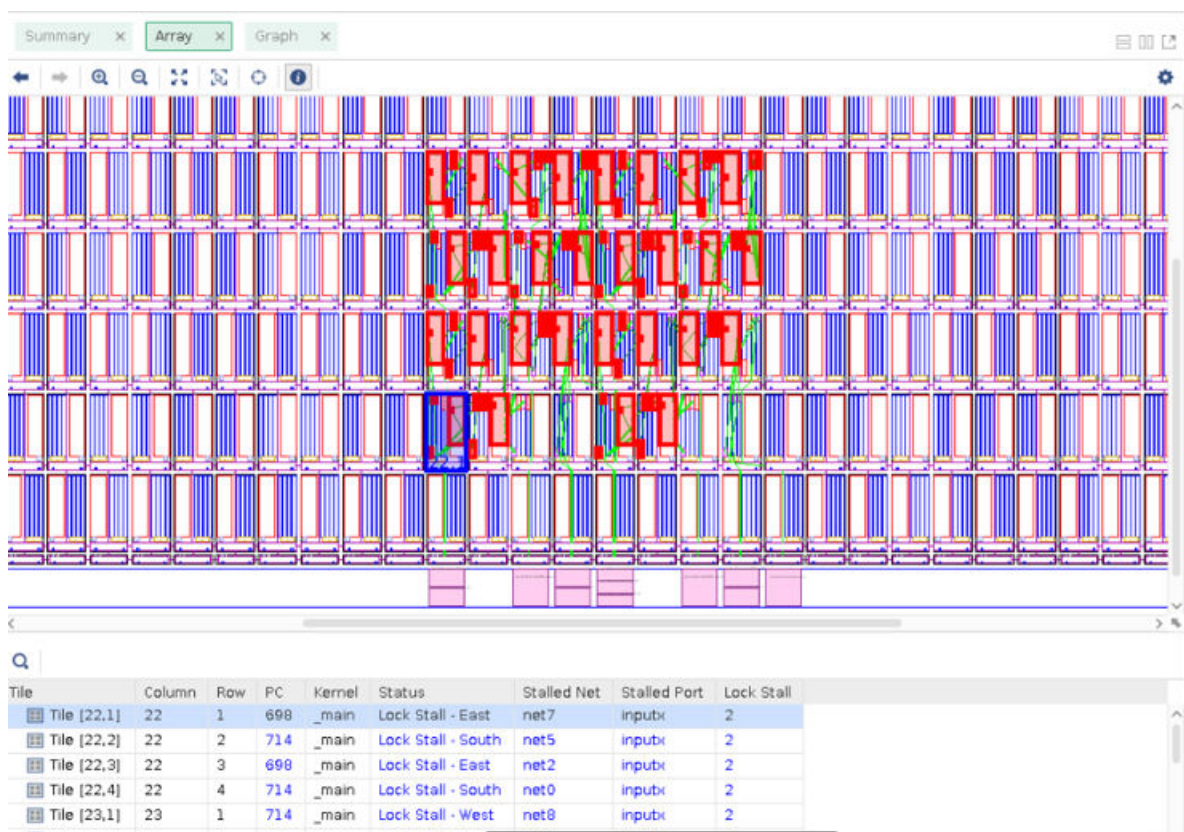 Summary × Array × Graph ×
Tile Column Row PC Kernel Status Stalled Net Stalled Port Lock Stall
Tile [22,1] 22 1 698 _main Lock Stall - East net7 inputx 2
Tile [22,2] 22 2 714 _main Lock Stall - South net5 inputx 2
Tile [22,3] 22 3 698 _main Lock Stall - East net2 inputx 2
Tile [22,4] 22 4 714 _main Lock Stall - South net0 inputx 2
Tile [23,1] 23 1 714 _main Lock Stall - West net8 inputx 2